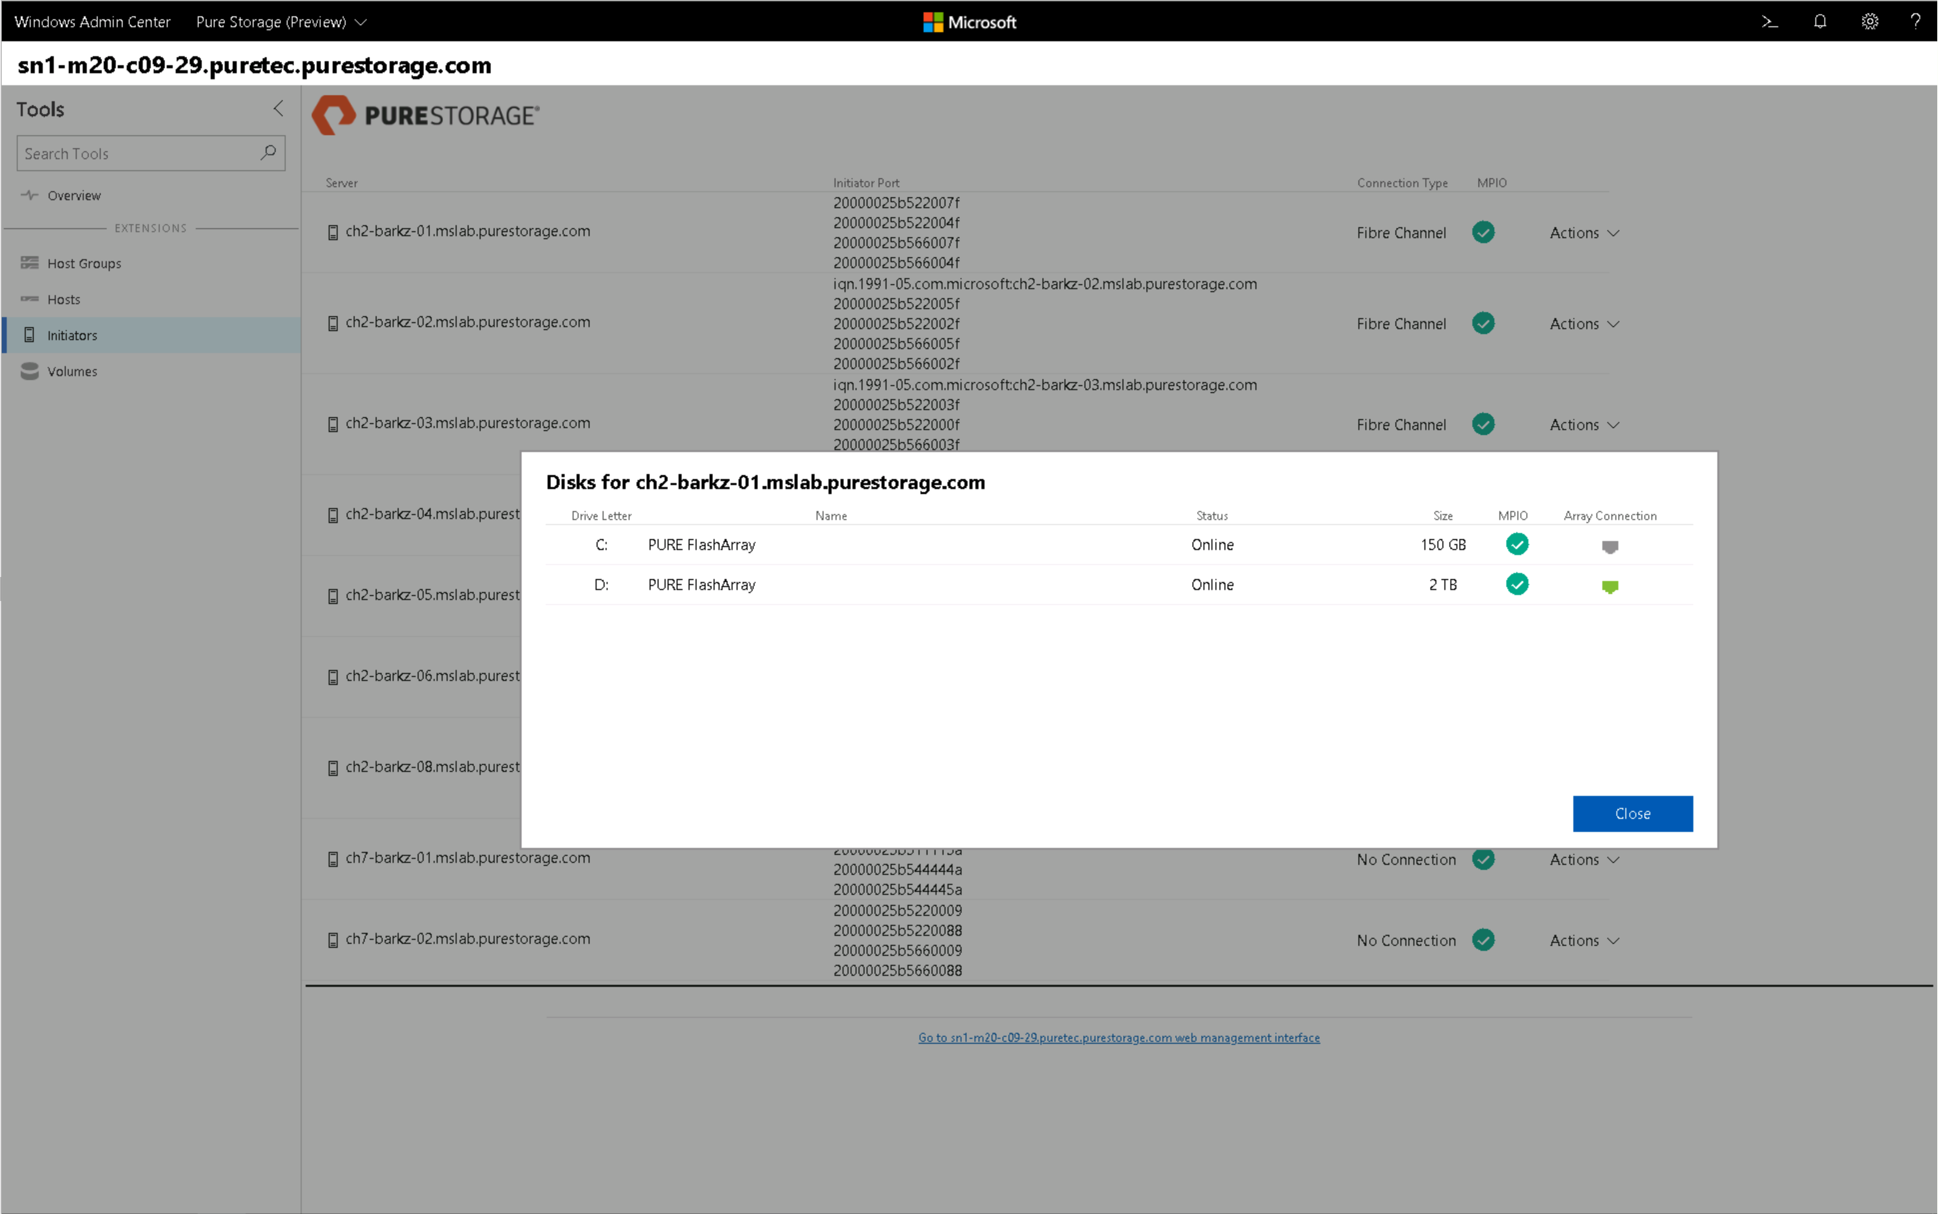 Windows Admin Center Pure Storage (Preview) Microsoft
sn1-m20-c09-29.puretec.purestorage.com
Tools
Search Tools
Overview
EXTENSIONS
Host Groups
Hosts
Initiators
Volumes
PURESTORAGE®
Server Initiator Port Connection Type MPIO
ch2-barkz-01.mslab.purestorage.com
20000025b522007f
20000025b522004f
20000025b566007f
20000025b566004f
Fibre Channel Actions
ch2-barkz-02.mslab.purestorage.com
iqn.1991-05.com.microsoft:ch2-barkz-02.mslab.purestorage.com
20000025b522005f
20000025b522002f
20000025b566005f
20000025b566002f
Fibre Channel Actions
ch2-barkz-03.mslab.purestorage.com
iqn.1991-05.com.microsoft:ch2-barkz-03.mslab.purestorage.com
20000025b522003f
20000025b522000f
20000025b566003f
Fibre Channel Actions
ch2-barkz-04.mslab.purest
ch2-barkz-05.mslab.purest
ch2-barkz-06.mslab.purest
ch2-barkz-08.mslab.purest
Disks for ch2-barkz-01.mslab.purestorage.com
Drive Letter Name Status Size MPIO Array Connection
C: PURE FlashArray Online 150 GB
D: PURE FlashArray Online 2 TB
Close
ch7-barkz-01.mslab.purestorage.com
20000025b544444a
20000025b544445a
No Connection Actions
ch7-barkz-02.mslab.purestorage.com
20000025b5220009
20000025b5220088
20000025b5660009
20000025b5660088
No Connection Actions
Go to sn1-m20-c09-29.puretec.purestorage.com web management interface